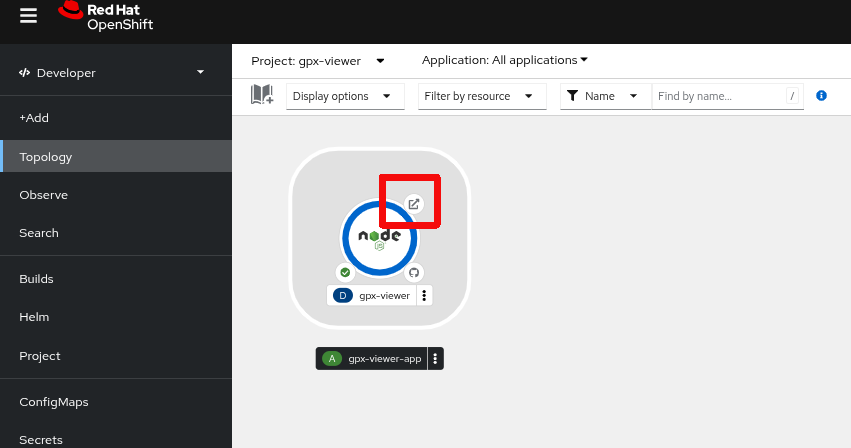 Red Hat
OpenShift
Developer
+Add
Topology
Observe
Search
Builds
Helm
Project
ConfigMaps
Secrets
Project: gpx-viewer
Application: All applications
Display options
Filter by resource
Name
Find by name...
/
i
node
JS
D gpx-viewer
A gpx-viewer-app